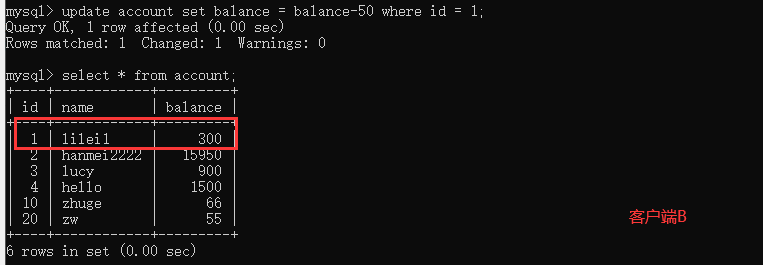 mysql> update account set balance = balance-50 where id = 1;
Query OK, 1 row affected (0.00 sec)
Rows matched: 1  Changed: 1  Warnings: 0

mysql> select * from account;
+----+------------+---------+
| id | name       | balance |
+----+------------+---------+
|  1 | lilei1     |     300 |
|  2 | hanmei2222 |   15950 |
|  3 | lucy       |     900 |
|  4 | hello      |    1500 |
| 10 | zhuge      |      66 |
| 20 | zw         |      55 |
+----+------------+---------+
6 rows in set (0.00 sec)
客户端B